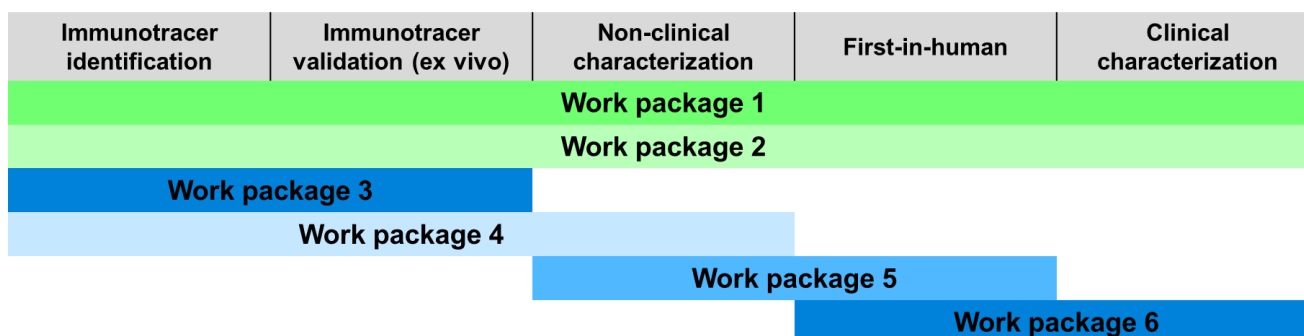 Immunotracer
identification
Immunotracer
validation (ex vivo)
Non-clinical
characterization
First-in-human
Clinical
characterization
Work package 1
Work package 2
Work package 3
Work package 4
Work package 5
Work package 6